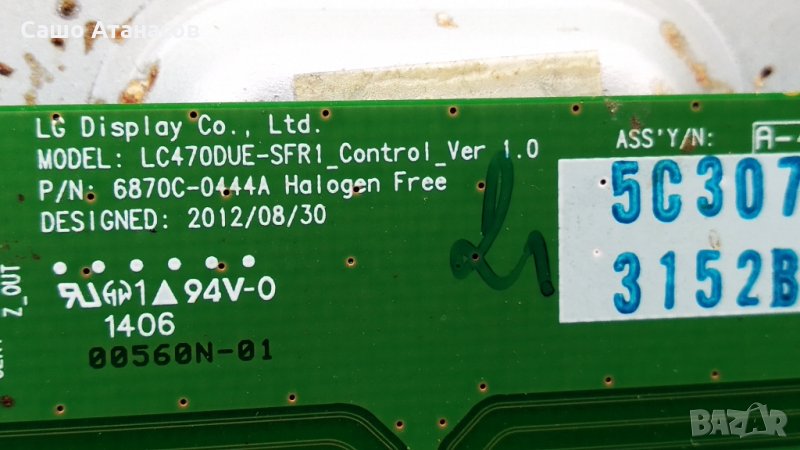 Сашо Атанасов
LG Display Co., Ltd.
MODEL: LC470DUE-SFR1_Control_Ver 1.0
P/N: 6870C-0444A Halogen Free
DESIGNED: 2012/08/30
ASS'Y/N: A-
5C307
3152B
Z_OUT
94V-0
1406
00560N-01
BAZAR